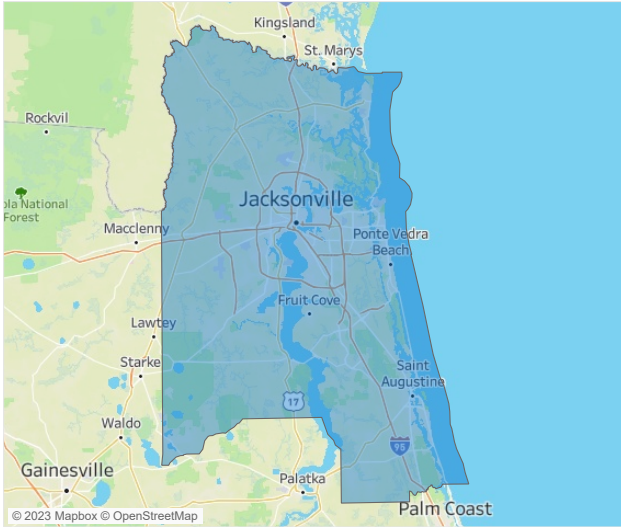 Kingsland
St. Marys
Rockvil
ola National
Forest
Jacksonville
Macclenny
Ponte Vedra
Beach
Fruit Cove
Lawtey
Starke
Saint
Augustine
17
Waldo
95
Gainesville
Palatka
Palm Coast
© 2023 Mapbox © OpenStreetMap